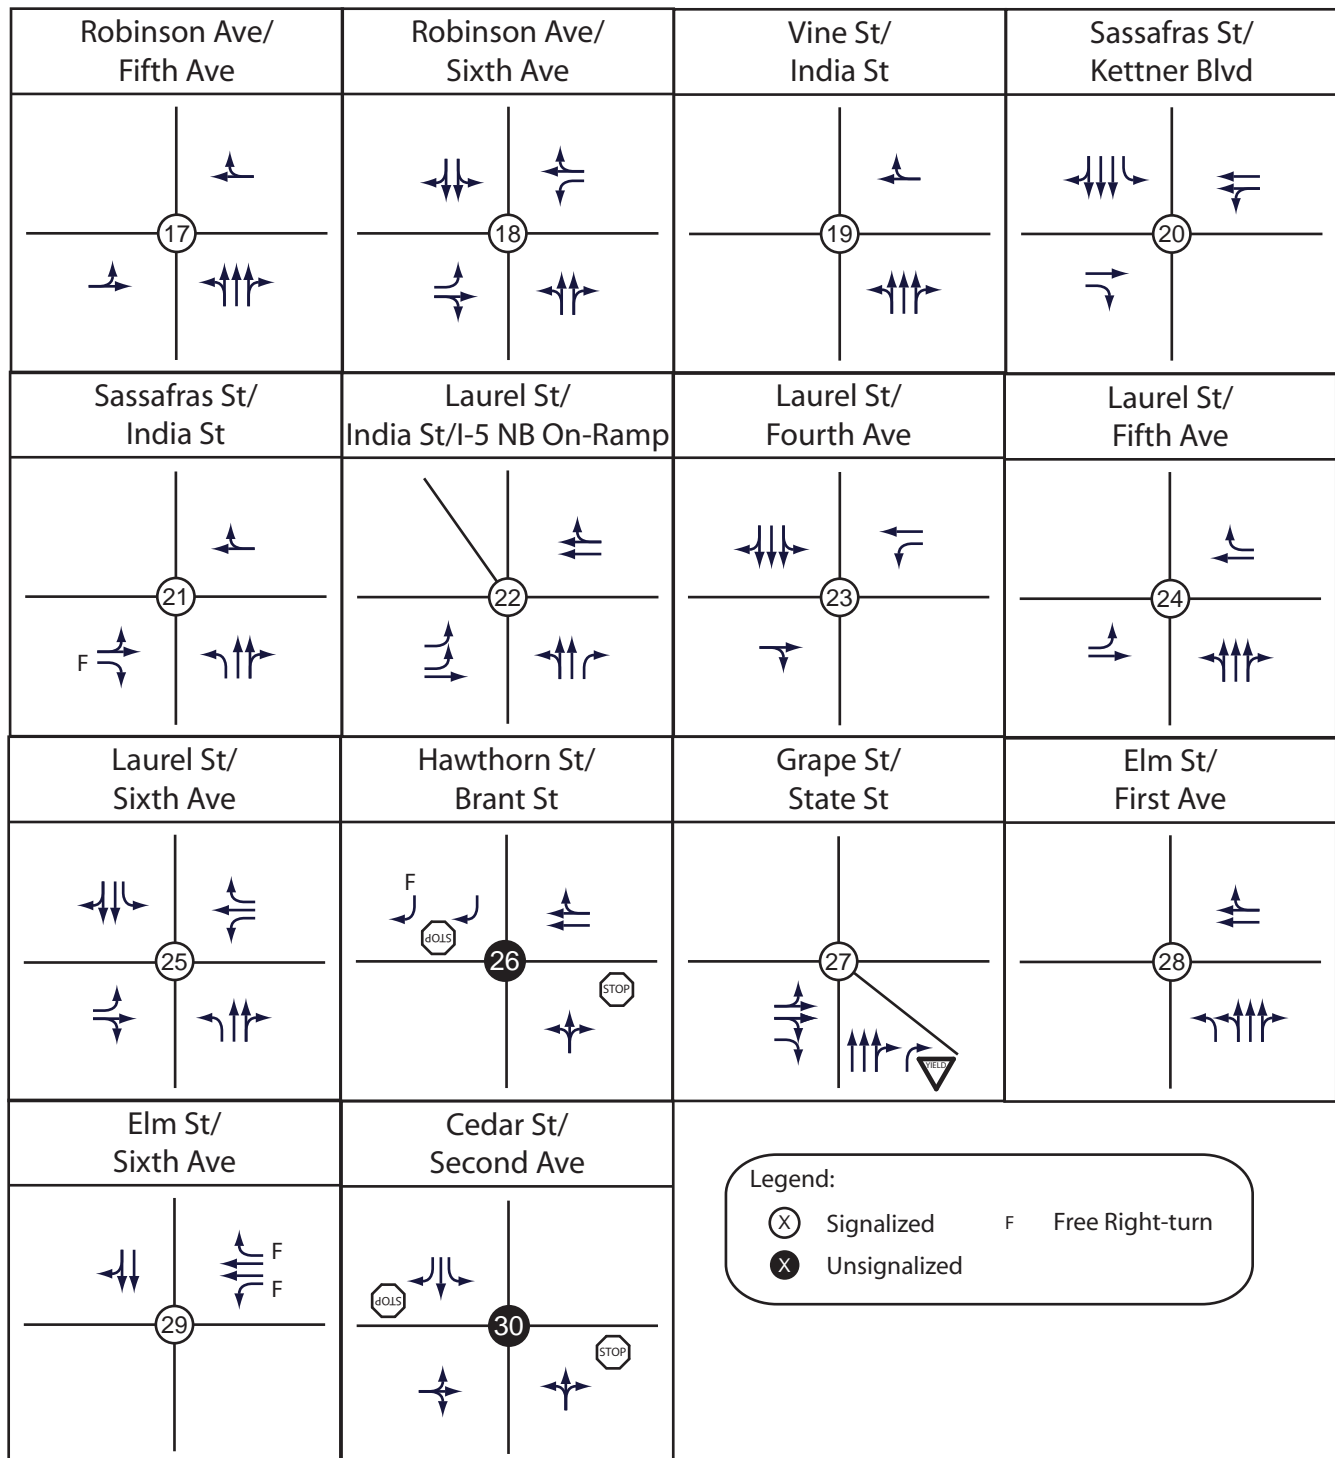 Robinson Ave/
Fifth Ave
17
Robinson Ave/
Sixth Ave
18
Vine St/
India St
19
Sassafras St/
Kettner Blvd
20
Sassafras St/
India St
21
F
Laurel St/
India St/I-5 NB On-Ramp
22
Laurel St/
Fourth Ave
23
Laurel St/
Fifth Ave
24
Laurel St/
Sixth Ave
25
Hawthorn St/
Brant St
F
STOP
26
STOP
Grape St/
State St
27
YIELD
Elm St/
First Ave
28
Elm St/
Sixth Ave
F
F
29
Cedar St/
Second Ave
STOP
30
STOP
Legend:
X Signalized
F Free Right-turn
X Unsignalized